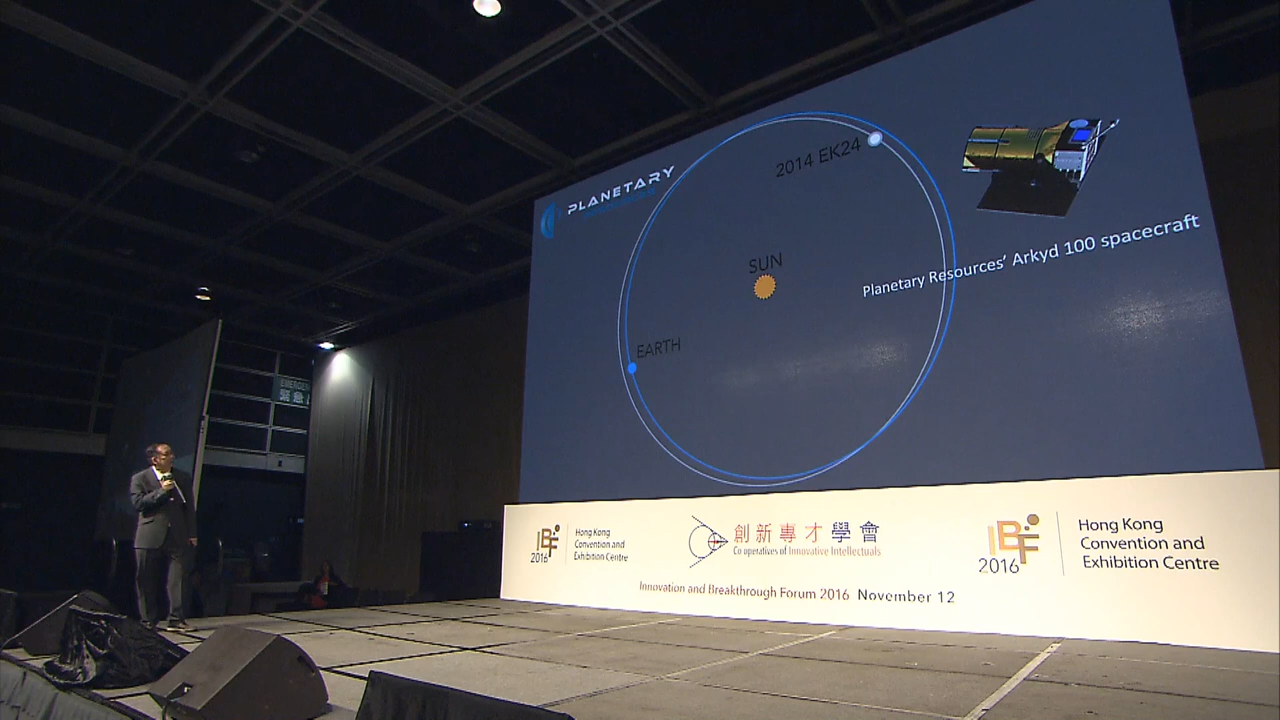 2014 EK24
PLANETARY
SUN
Planetary Resources’ Arkyd 100 spacecraft
EARTH
緊急
IBF
2016
Hong Kong
Convention and
Exhibition Centre
創新專才學會
Co operatives of Innovative Intellectuals
IBF
2016
Hong Kong
Convention and
Exhibition Centre
Innovation and Breakthrough Forum 2016 November 12